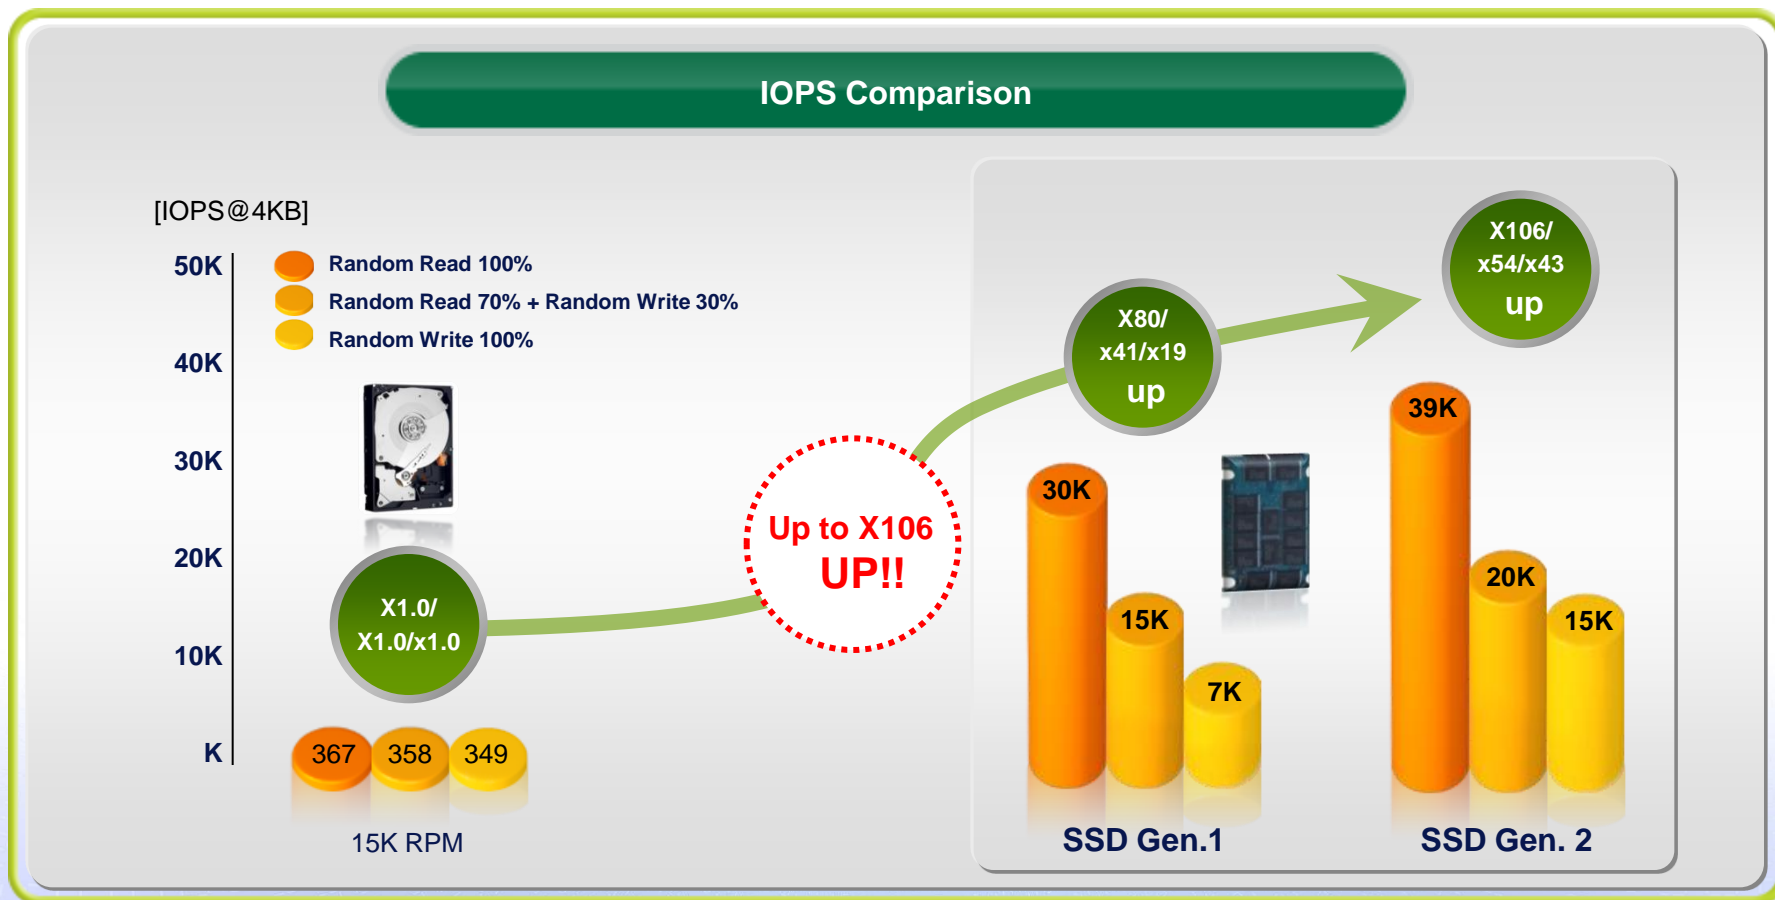 IOPS Comparison
[IOPS@4KB]
50K
40K
30K
20K
10K
K
Random Read 100%
Random Read 70% + Random Write 30%
Random Write 100%
X1.0/
X1.0/x1.0
367
358
349
15K RPM
Up to X106
UP!!
X80/
x41/x19
up
30K
15K
7K
SSD Gen.1
X106/
x54/x43
up
39K
20K
15K
SSD Gen. 2